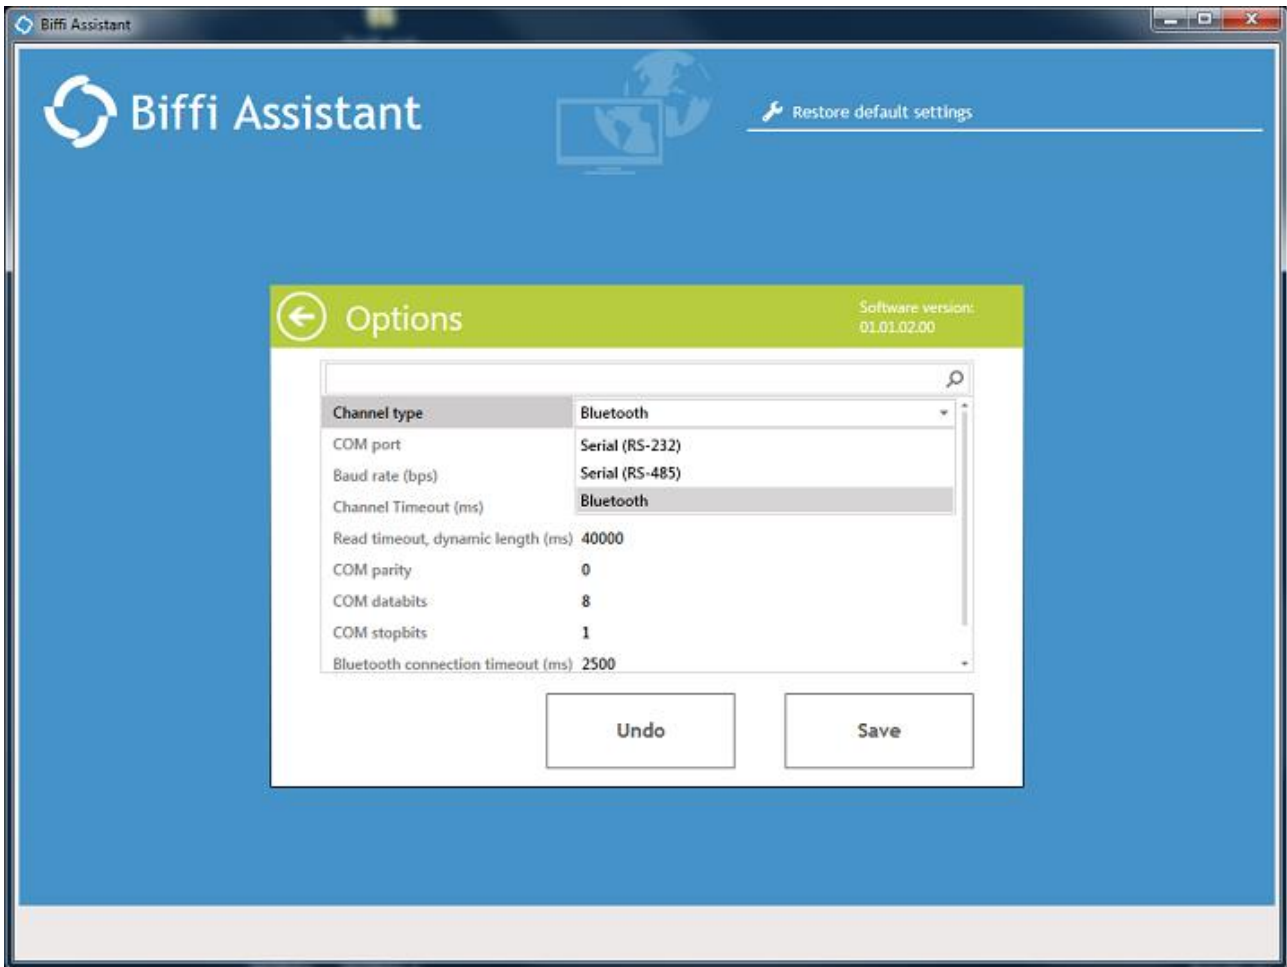 Biffi Assistant
Biffi Assistant
Restore default settings
Options
Software version:
01.01.02.00
Channel type Bluetooth
COM port Serial (RS-232)
Baud rate (bps) Serial (RS-485)
Channel Timeout (ms) Bluetooth
Read timeout, dynamic length (ms) 40000
COM parity 0
COM databits 8
COM stopbits 1
Bluetooth connection timeout (ms) 2500
Undo Save